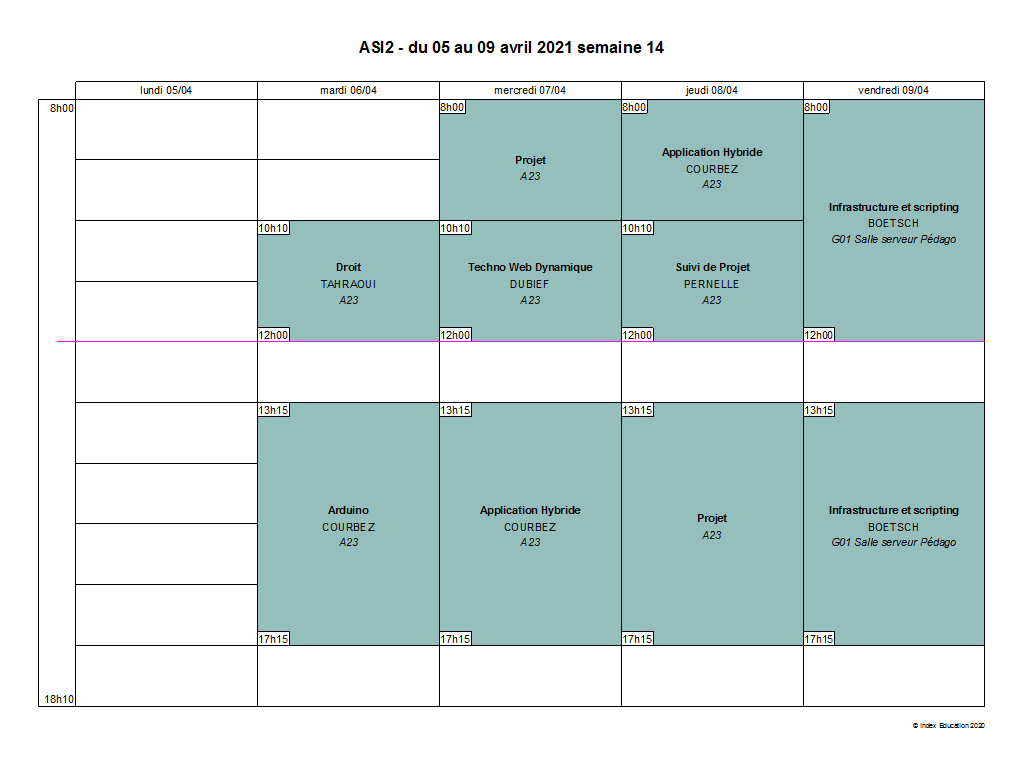 ASI2 - du 05 au 09 avril 2021 semaine 14
lundi 05/04
mardi 06/04
mercredi 07/04
jeudi 08/04
vendredi 09/04
8h00
18h10
10h10
Droit
TAHRAOUI
A23
12h00
13h15
Arduino
COURBEZ
A23
17h15
8h00
Projet
A23
10h10
Techno Web Dynamique
DUBIEF
A23
12h00
13h15
Application Hybride
COURBEZ
A23
17h15
8h00
Application Hybride
COURBEZ
A23
10h10
Suivi de Projet
PERNELLE
A23
12h00
13h15
Projet
A23
17h15
8h00
Infrastructure et scripting
BOETSCH
G01 Salle serveur Pédago
12h00
13h15
Infrastructure et scripting
BOETSCH
G01 Salle serveur Pédago
17h15
© Index Education 2020